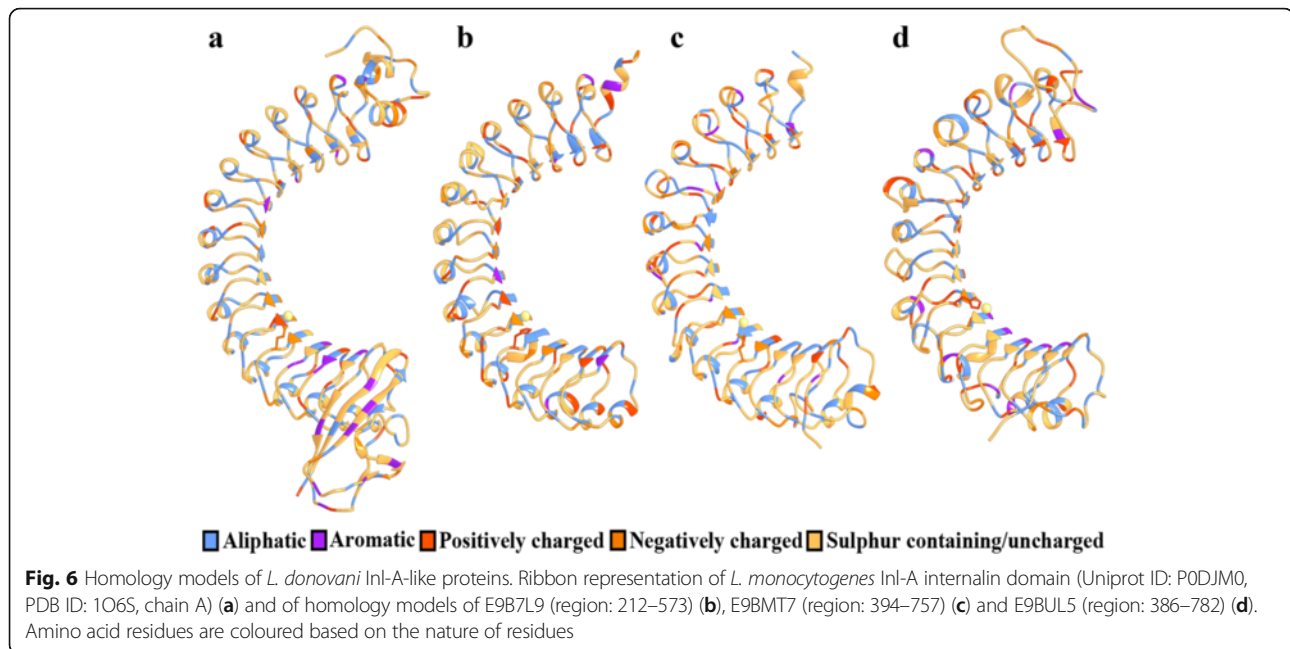 a b c d
Aliphatic Aromatic Positively charged Negatively charged Sulphur containing/uncharged
Fig. 6 Homology models of L. donovani Inl-A-like proteins. Ribbon representation of L. monocytogenes Inl-A internalin domain (Uniprot ID: P0DJM0,
PDB ID: 1O6S, chain A) (a) and of homology models of E9B7L9 (region: 212–573) (b), E9BMT7 (region: 394–757) (c) and E9BUL5 (region: 386–782) (d).
Amino acid residues are coloured based on the nature of residues